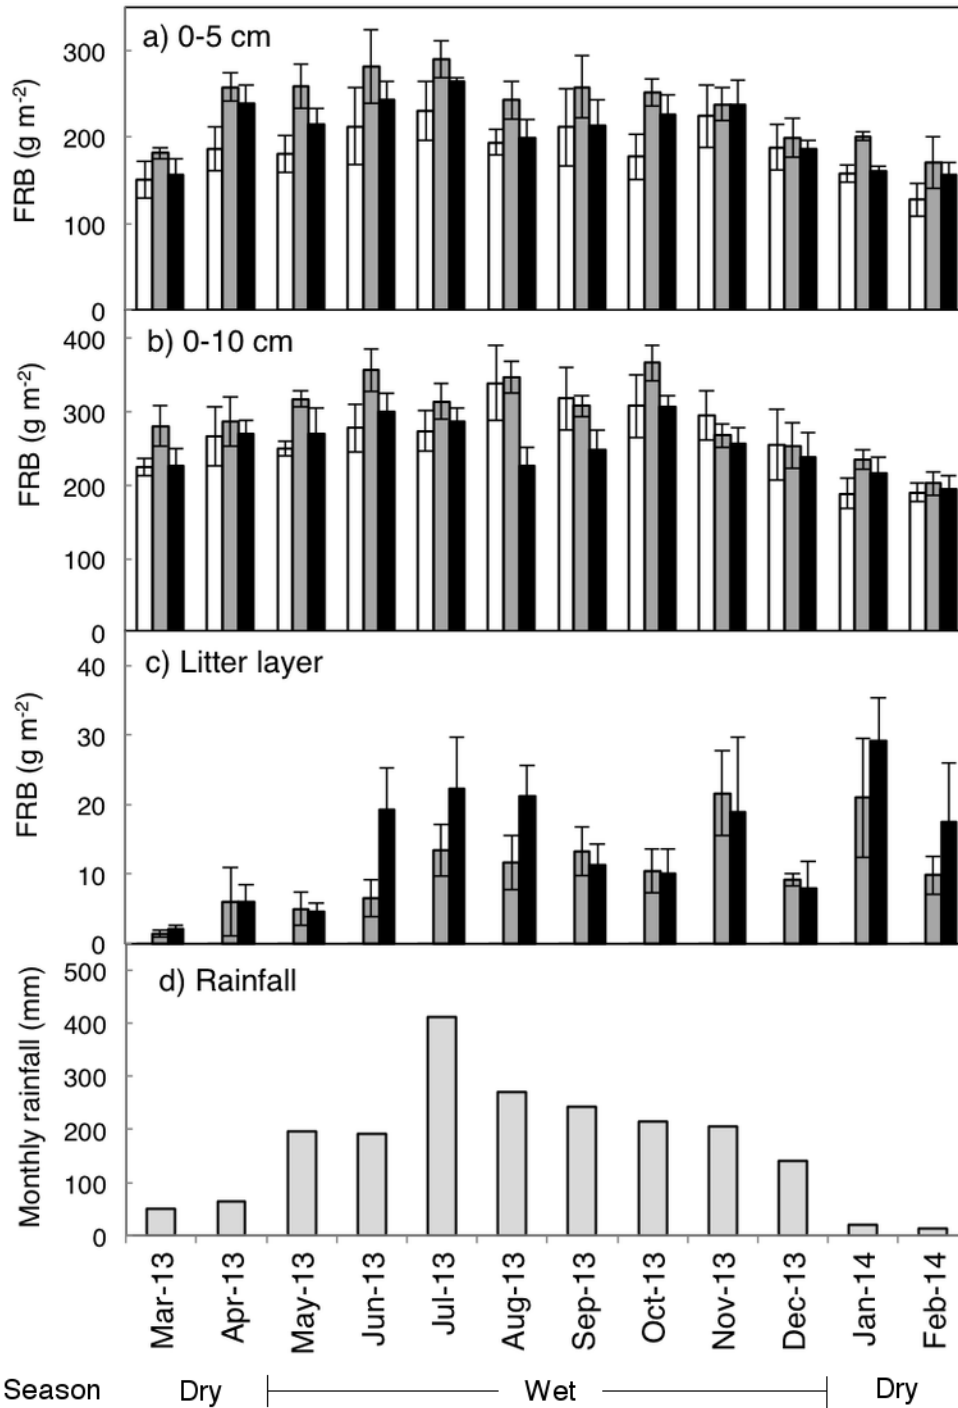 a) 0-5 cm
FRB (g m-2)
300
200
100
0
b) 0-10 cm
FRB (g m-2)
400
300
200
100
0
c) Litter layer
FRB (g m-2)
40
30
20
10
0
d) Rainfall
Monthly rainfall (mm)
500
400
300
200
100
0
Mar-13
Apr-13
May-13
Jun-13
Jul-13
Aug-13
Sep-13
Oct-13
Nov-13
Dec-13
Jan-14
Feb-14
Season Dry Wet Dry